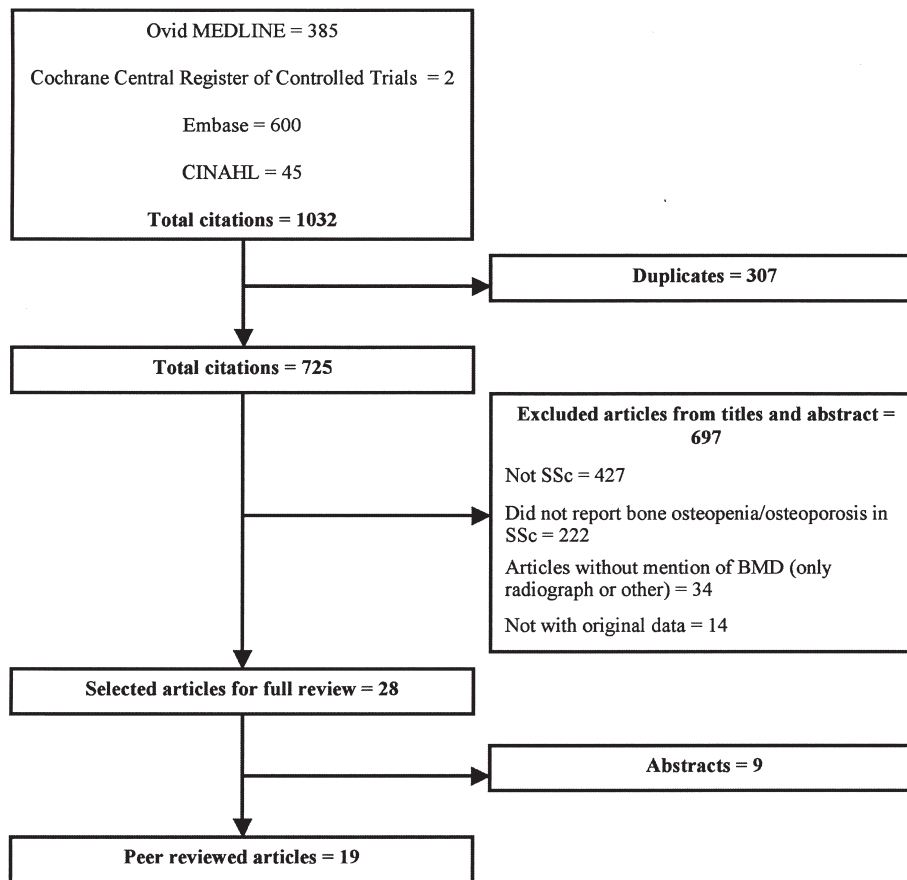 Ovid MEDLINE = 385
Cochrane Central Register of Controlled Trials = 2
Embase = 600
CINAHL = 45
Total citations = 1032
Duplicates = 307
Total citations = 725
Excluded articles from titles and abstract =
697
Not SSc = 427
Did not report bone osteopenia/osteoporosis in
SSc = 222
Articles without mention of BMD (only
radiograph or other) = 34
Not with original data = 14
Selected articles for full review = 28
Abstracts = 9
Peer reviewed articles = 19